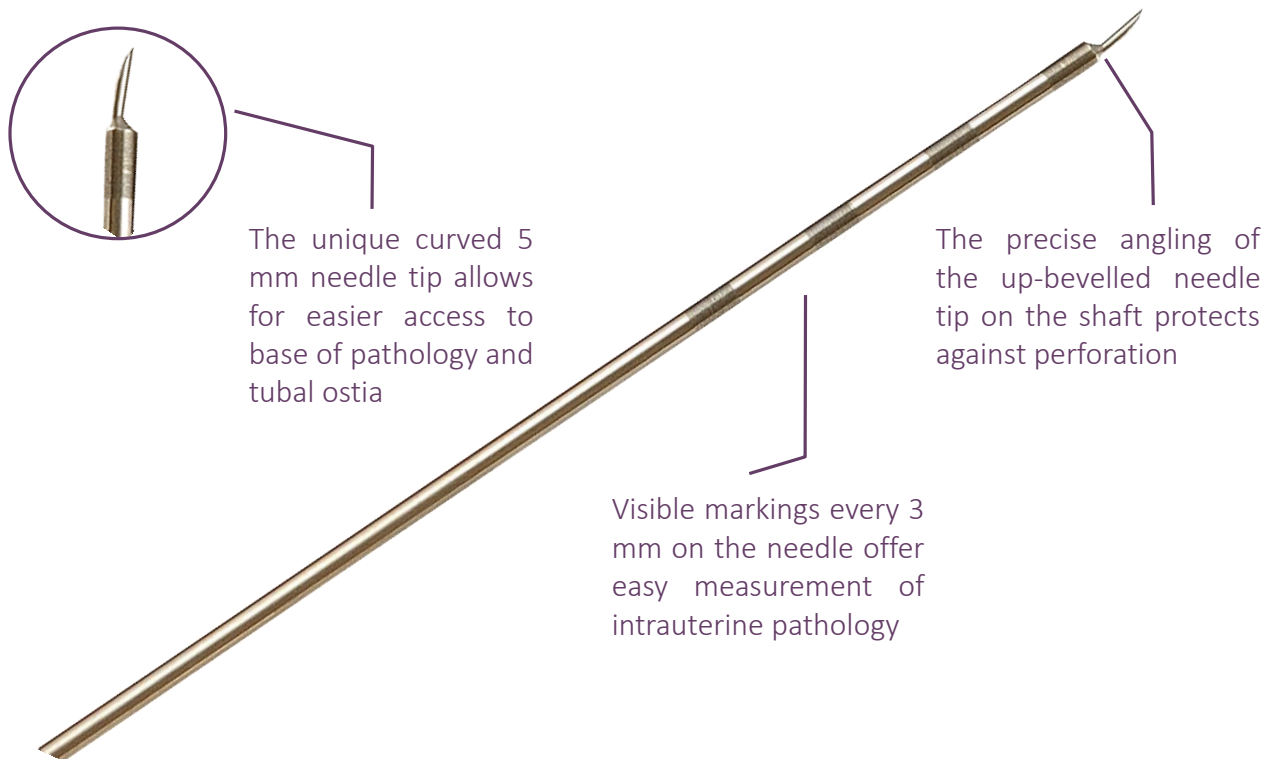 The unique curved 5
mm needle tip allows
for easier access to
base of pathology and
tubal ostia
The precise angling of
the up-bevelled needle
tip on the shaft protects
against perforation
Visible markings every 3
mm on the needle offer
easy measurement of
intrauterine pathology